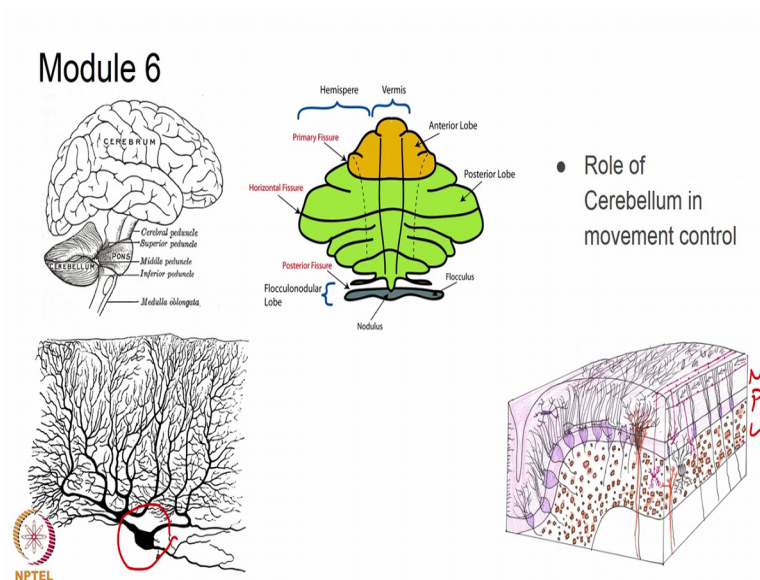 Module 6
CEREBRUM
Cerebral peduncle
Superior peduncle
PONS
Middle peduncle
CEREBELLUM
Inferior peduncle
Medulla oblongata
Hemispere
Vermis
Primary Fissure
Anterior Lobe
Posterior Lobe
Horizontal Fissure
Posterior Fissure
Flocculus
Flocculonodular
Lobe
Nodulus
● Role of
Cerebellum in
movement control
P
NPTEL